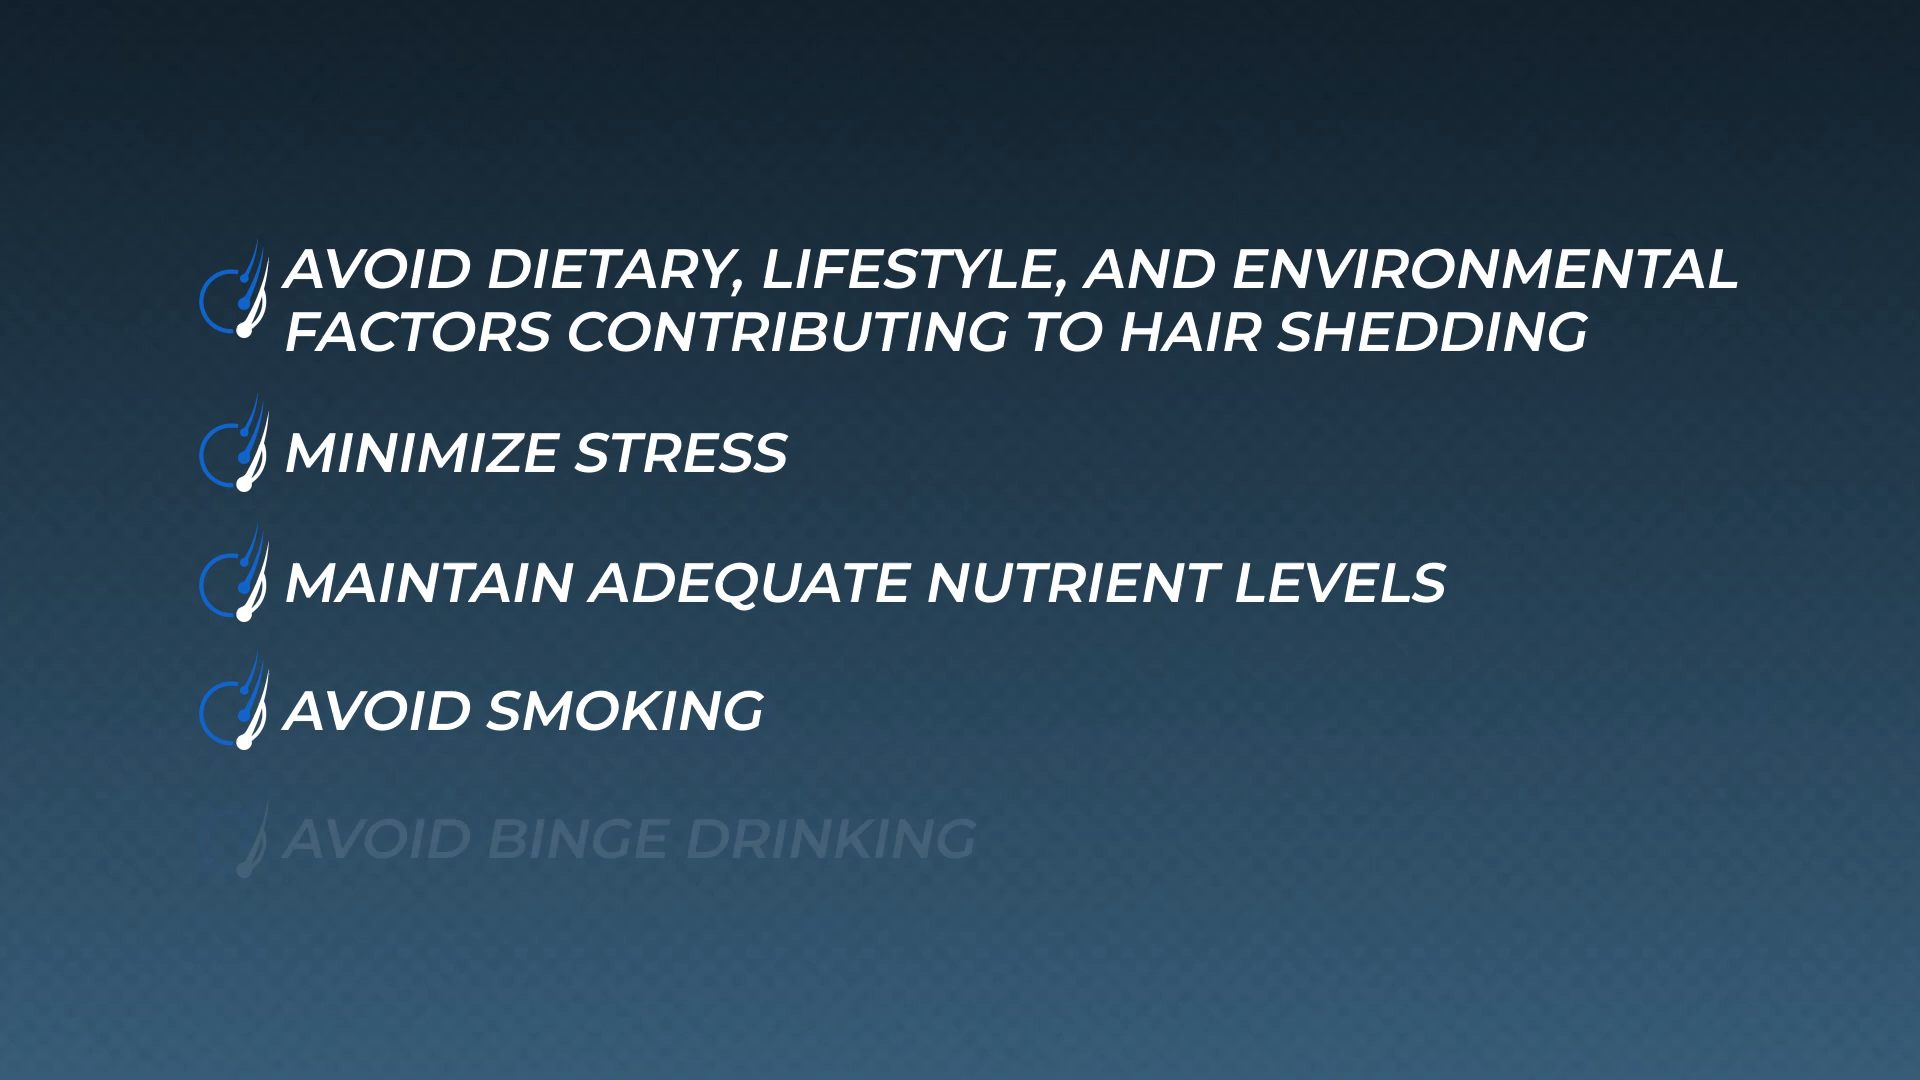 AVOID DIETARY, LIFESTYLE, AND ENVIRONMENTAL
FACTORS CONTRIBUTING TO HAIR SHEDDING
MINIMIZE STRESS
MAINTAIN ADEQUATE NUTRIENT LEVELS
AVOID SMOKING
AVOID BINGE DRINKING